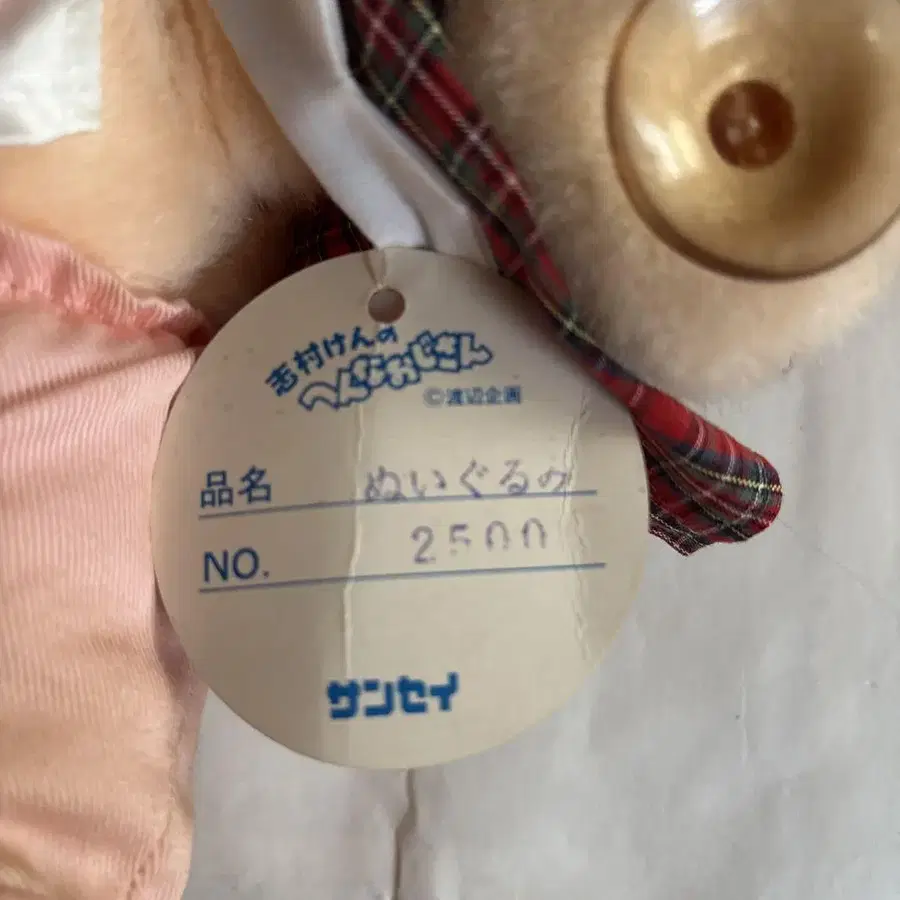 志村けんの
へんなおじさん
©渡辺企画
品名 ぬいぐるみ
NO. 2500
サンセイ